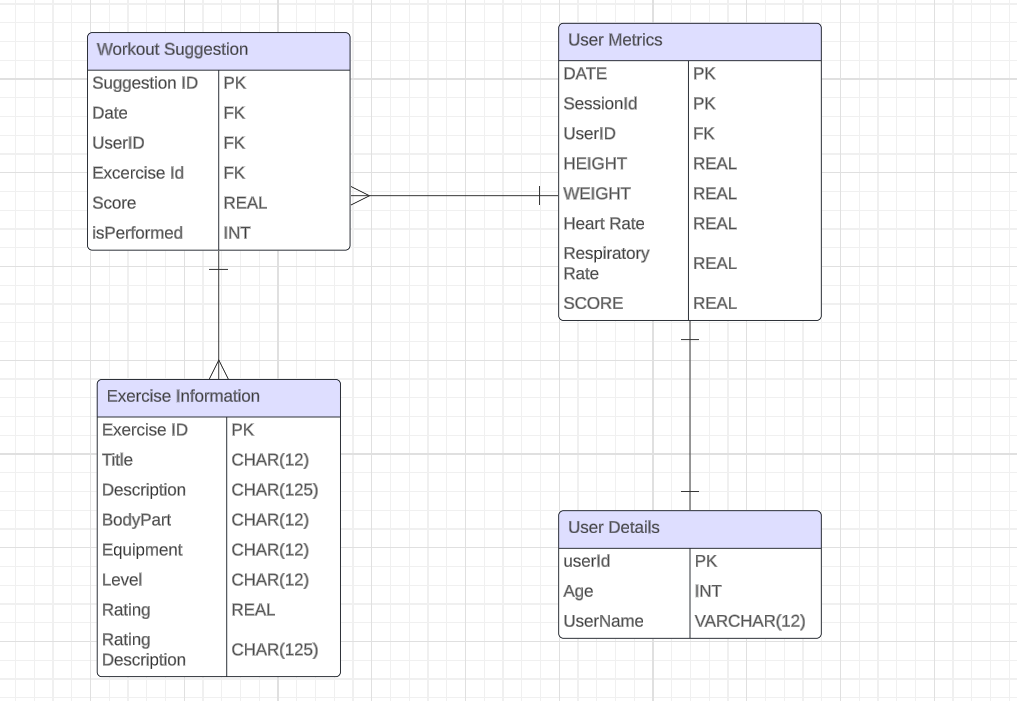 Workout Suggestion
Suggestion ID PK
Date FK
UserID FK
Excercise Id FK
Score REAL
isPerformed INT
User Metrics
DATE PK
SessionId PK
UserID FK
HEIGHT REAL
WEIGHT REAL
Heart Rate REAL
Respiratory
Rate REAL
SCORE REAL
Exercise Information
Exercise ID PK
Title CHAR(12)
Description CHAR(125)
BodyPart CHAR(12)
Equipment CHAR(12)
Level CHAR(12)
Rating REAL
Rating
Description CHAR(125)
User Details
userId PK
Age INT
UserName VARCHAR(12)